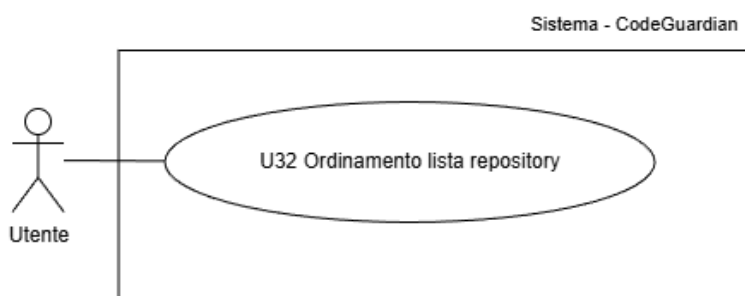 Sistema - CodeGuardian
U32 Ordinamento lista repository
Utente